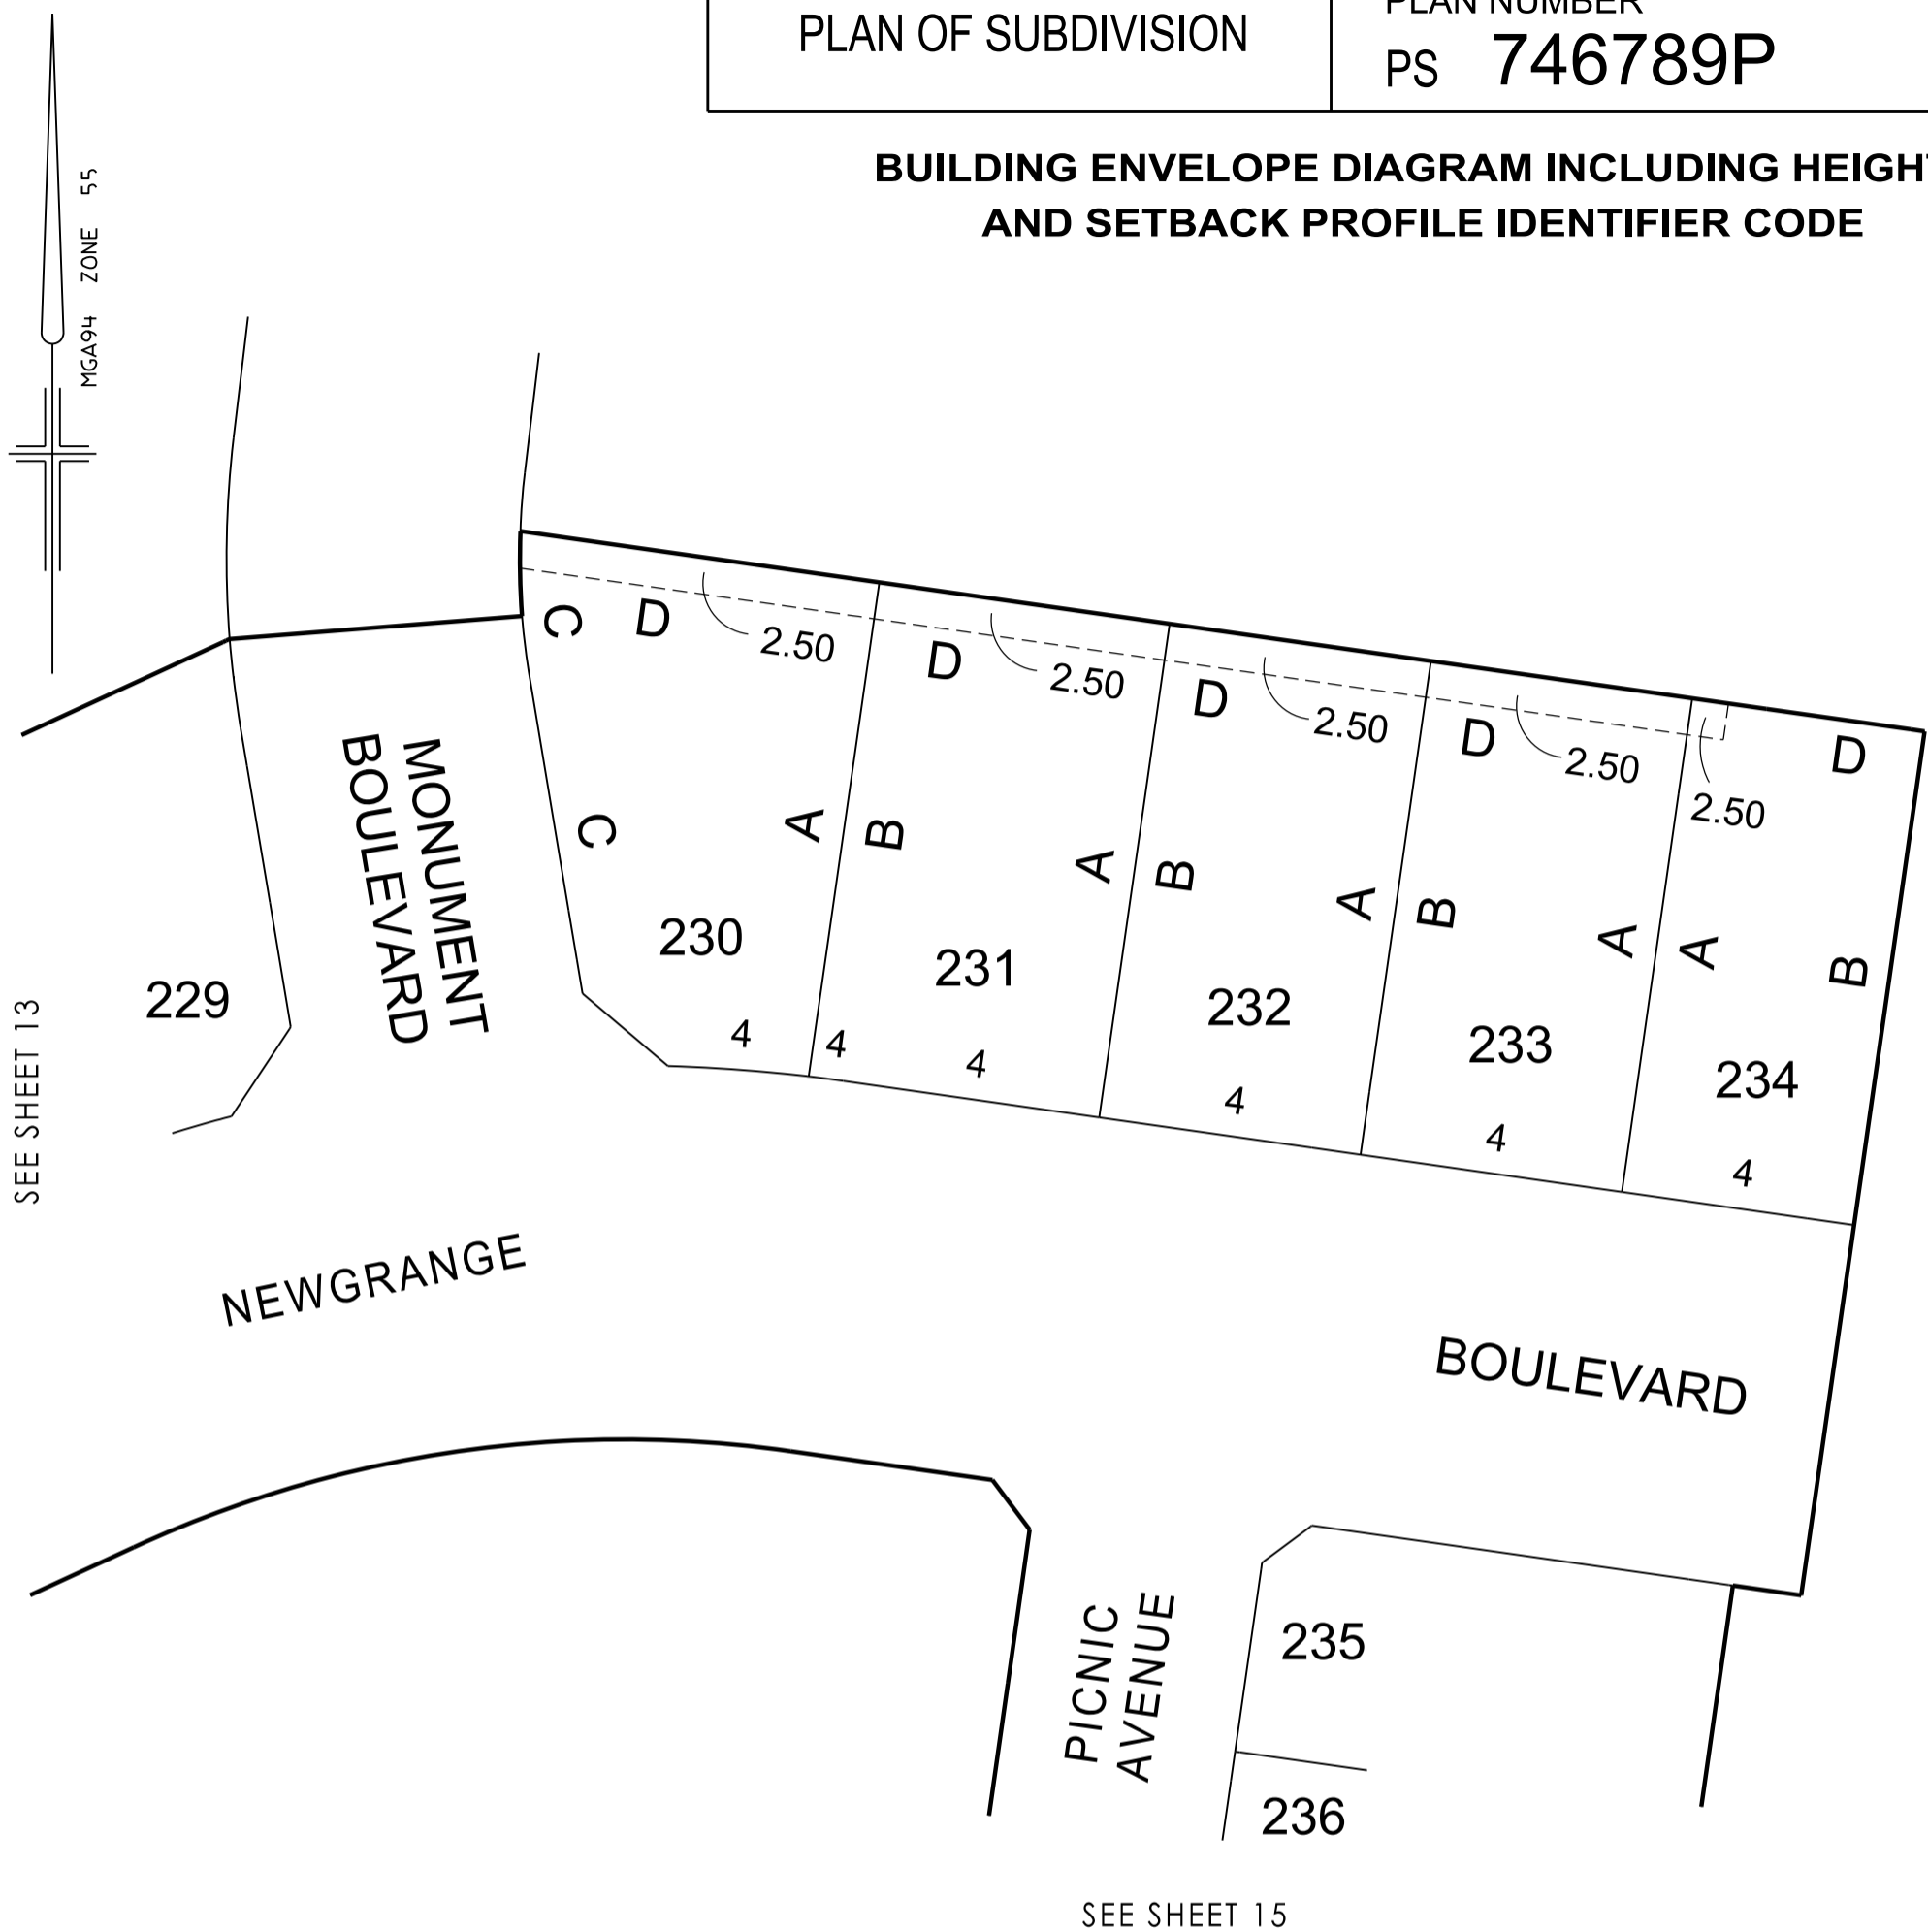 PLAN OF SUBDIVISION
PLAN NUMBER
PS 746789P
BUILDING ENVELOPE DIAGRAM INCLUDING HEIGHT
AND SETBACK PROFILE IDENTIFIER CODE
MGA94 ZONE 55
C D 2.50
D 2.50
D 2.50
D 2.50
D
2.50
MONUMENT
BOULEVARD
C A B A B A B A A B
229
230
231
232
233
234
4 4 4 4 4 4
SEE SHEET 13
NEWGRANGE
BOULEVARD
PICNIC
AVENUE
235
236
SEE SHEET 15